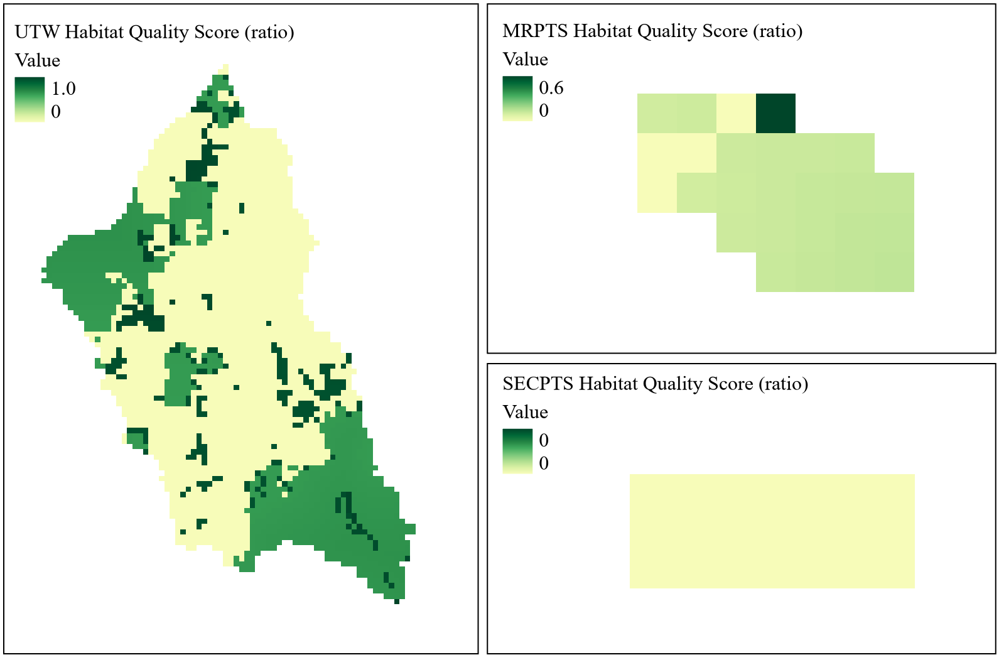 UTW Habitat Quality Score (ratio)
Value
1.0
0
MRPTS Habitat Quality Score (ratio)
Value
0.6
0
SECPTS Habitat Quality Score (ratio)
Value
0
0